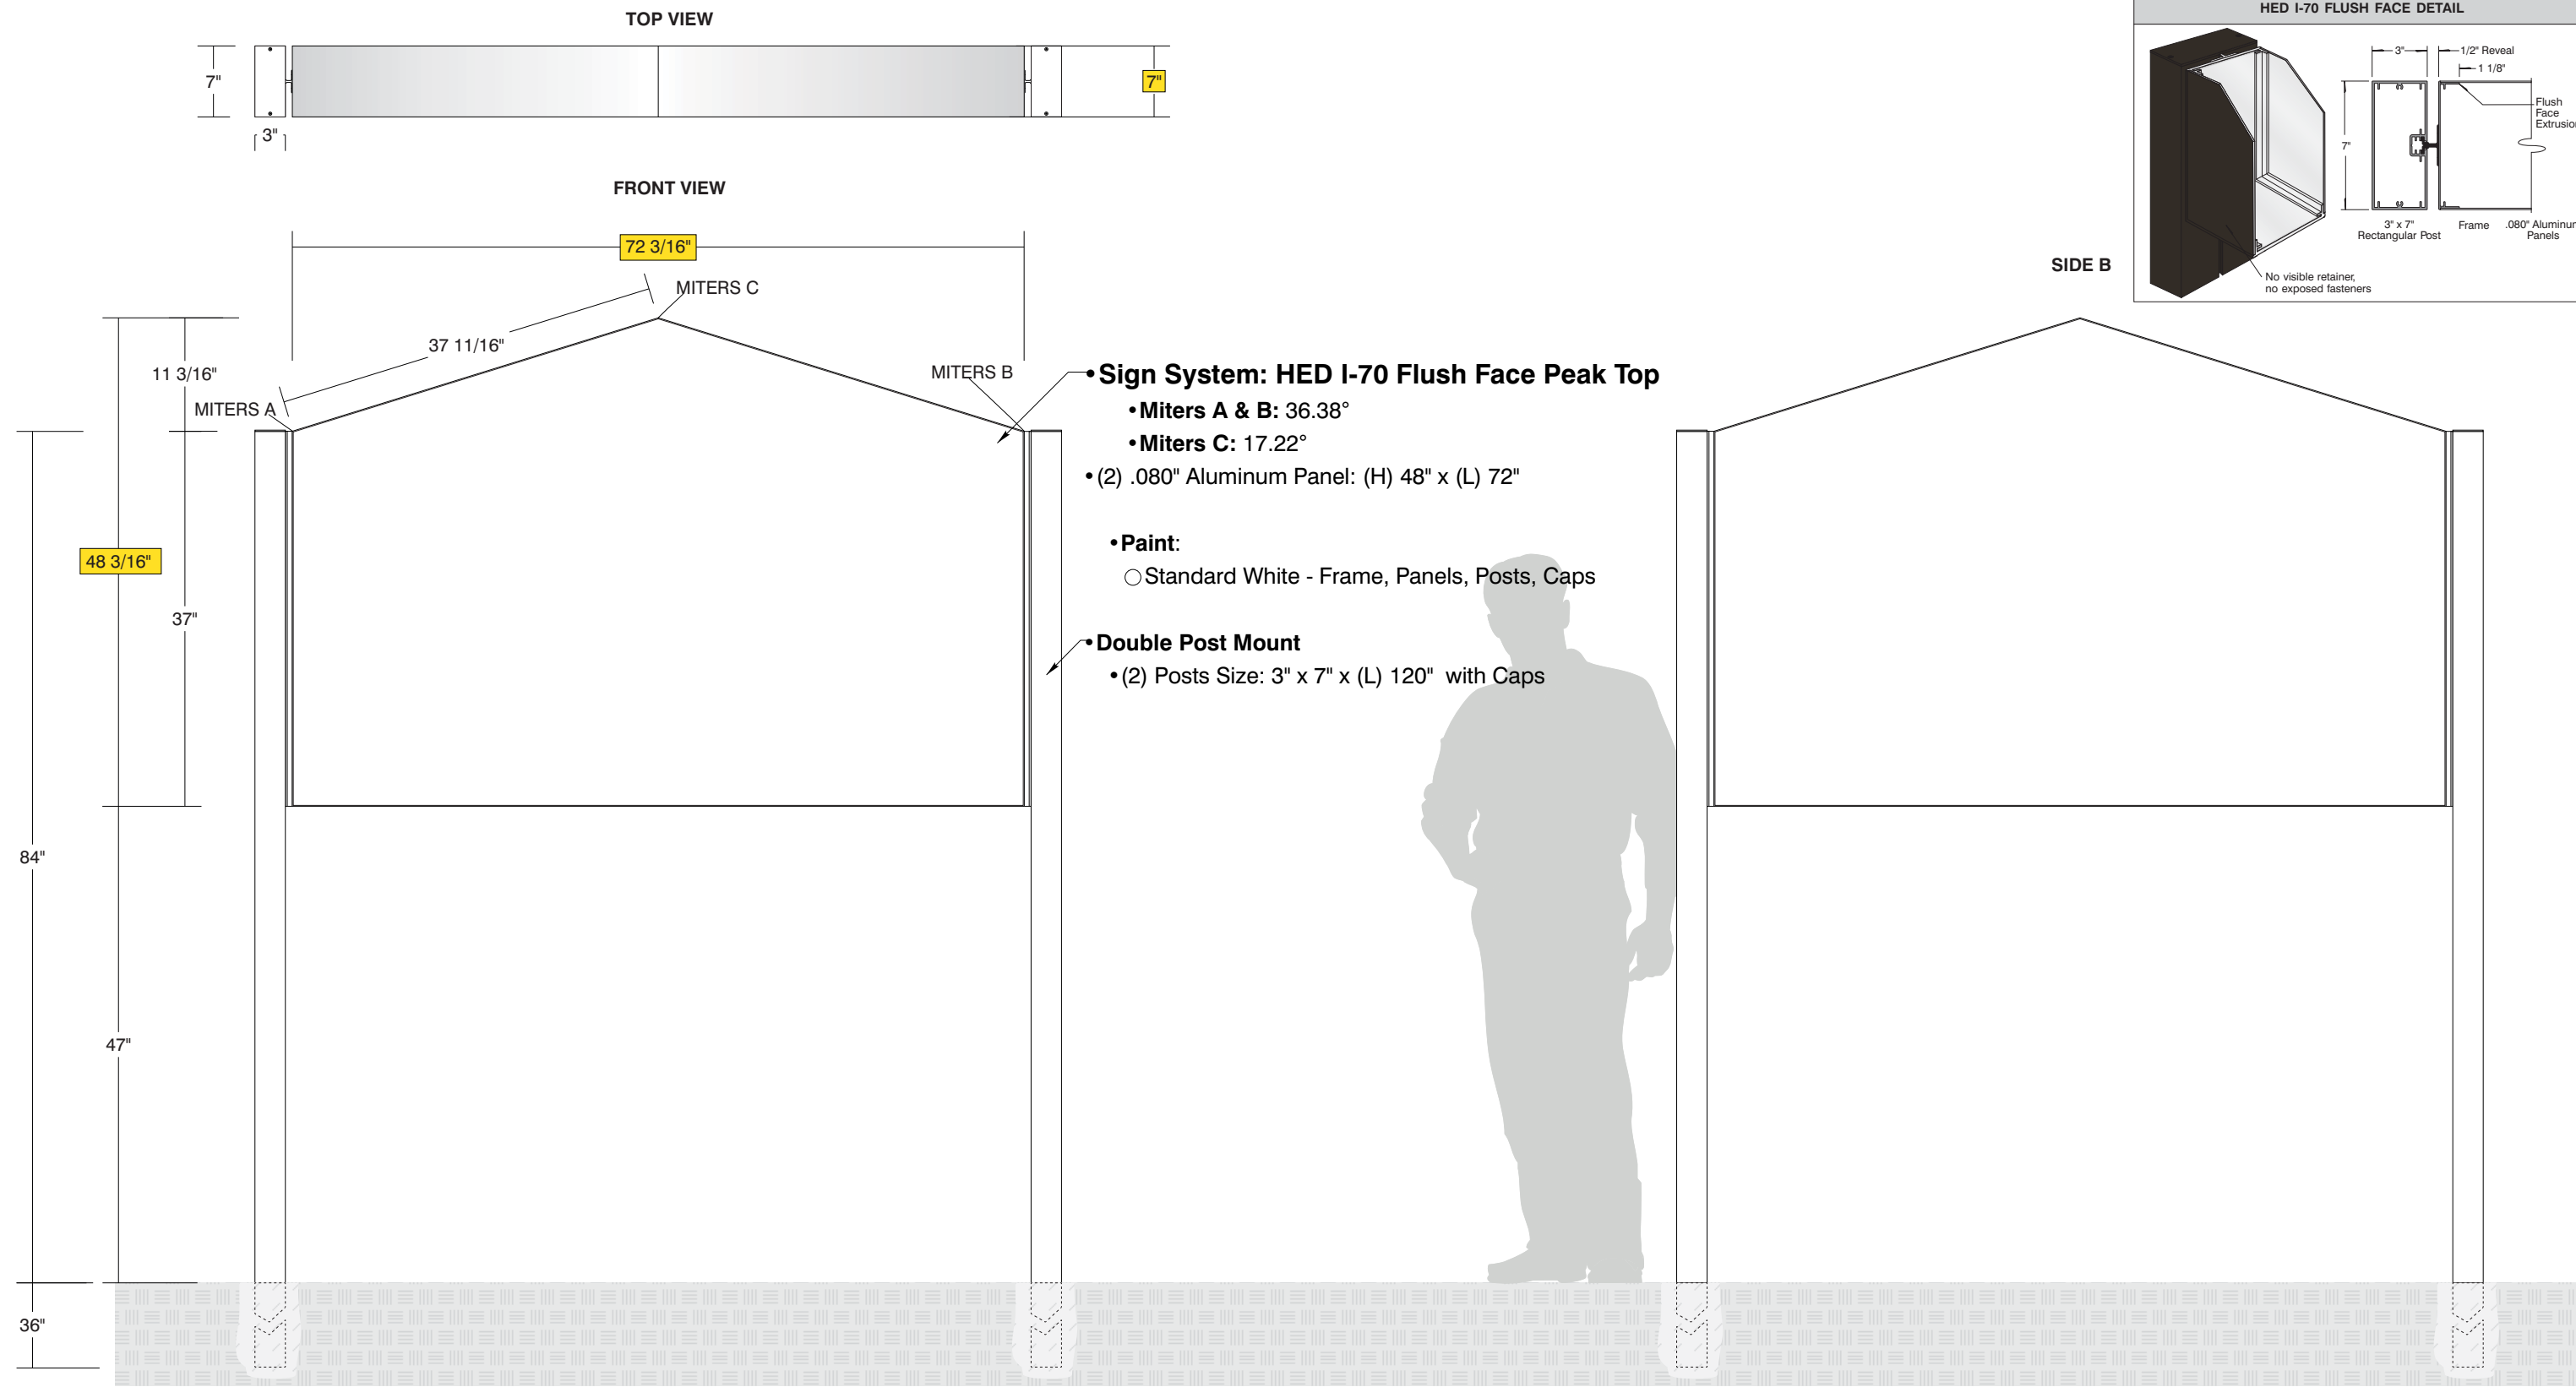 TOP VIEW
7"
3"
7"
FRONT VIEW
72 3/16"
MITERS C
37 11/16"
11 3/16"
MITERS A
MITERS B
48 3/16"
37"
84"
47"
36"
•Sign System: HED I-70 Flush Face Peak Top
•Miters A & B: 36.38°
•Miters C: 17.22°
•(2) .080" Aluminum Panel: (H) 48" x (L) 72"
•Paint:
○Standard White - Frame, Panels, Posts, Caps
•Double Post Mount
•(2) Posts Size: 3" x 7" x (L) 120" with Caps
SIDE B
HED I-70 FLUSH FACE DETAIL
3"
1/2" Reveal
1 1/8"
Flush
Face
Extrusion
7"
3" x 7"
Rectangular Post
Frame
.080" Aluminum
Panels
No visible retainer,
no exposed fasteners